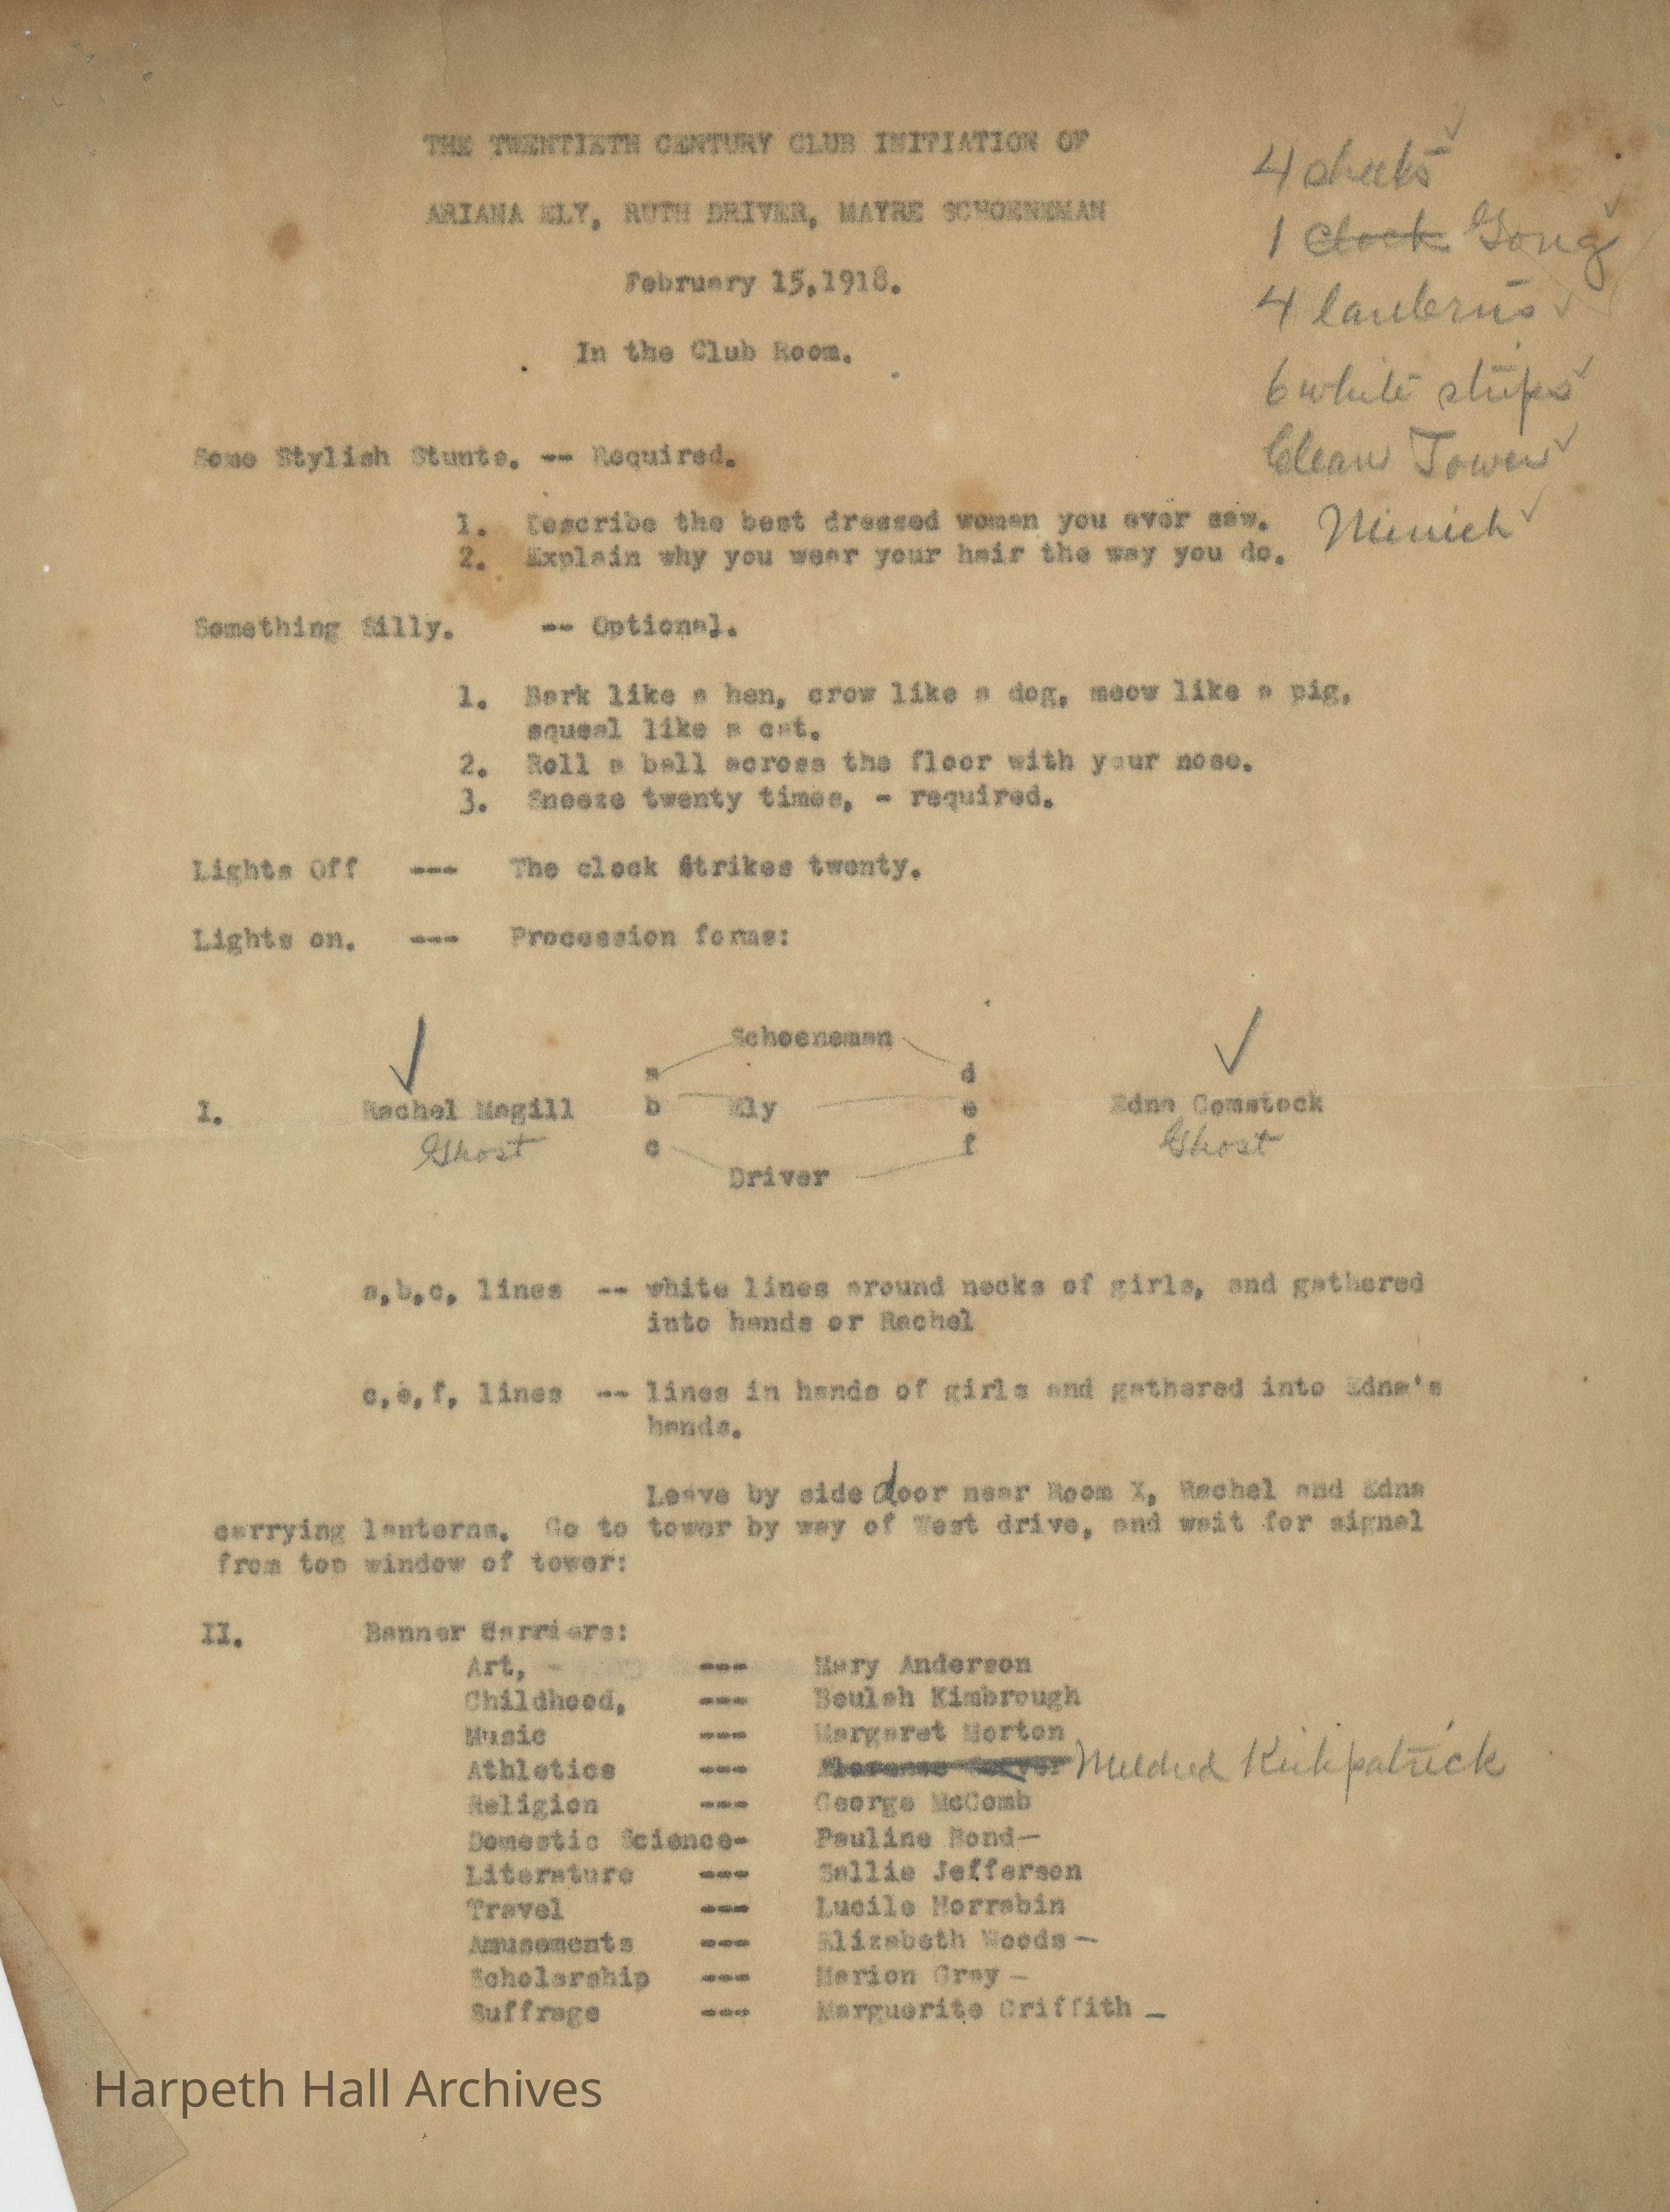 THE TWENTIETH CENTURY CLUB INITIATION OF
ARIANA ELY, RUTH DRIVER, MAYRE SCHOENEMAN
February 15,1918.
In the Club Room.
4 sheets
1 Clock Gong
4 lanterns
6 white strips
Clean Tower
Minich
Some Stylish Stunts. -- Required.
1. Describe the best dressed woman you ever saw.
2. Explain why you wear your hair the way you do.
Something Silly. -- Optional.
1. Bark like a hen, crow like a dog, meow like a pig,
squeal like a cat.
2. Roll a ball across the floor with your nose.
3. Sneeze twenty times, - required.
Lights Off --- The clock Strikes twenty.
Lights on. --- Procession forms:
Schoeneman
a d
I. Rachel Magill b Ely e Edna Comstock
Ghost c f Ghost
Driver
a,b,c, lines -- white lines around necks of girls, and gathered
into hands or Rachel
c,e,f, lines -- lines in hands of girls and gathered into Edna's
hands.
Leave by side door near Room X, Rachel and Edna
carrying lanterns. Go to tower by way of West drive, and wait for signal
from top window of tower:
II. Banner Carriers:
Art, --- Mary Anderson
Childhood, --- Beulah Kimbrough
Music --- Margaret Morton
Athletics --- Mildred Kirkpatrick
Religion --- George McComb
Domestic Science- Pauline Bond—
Literature --- Sallie Jefferson
Travel --- Lucile Horrabin
Amusements --- Elizabeth Woods —
Scholarship --- Marion Gray —
Suffrage --- Marguerite Griffith —
Harpeth Hall Archives